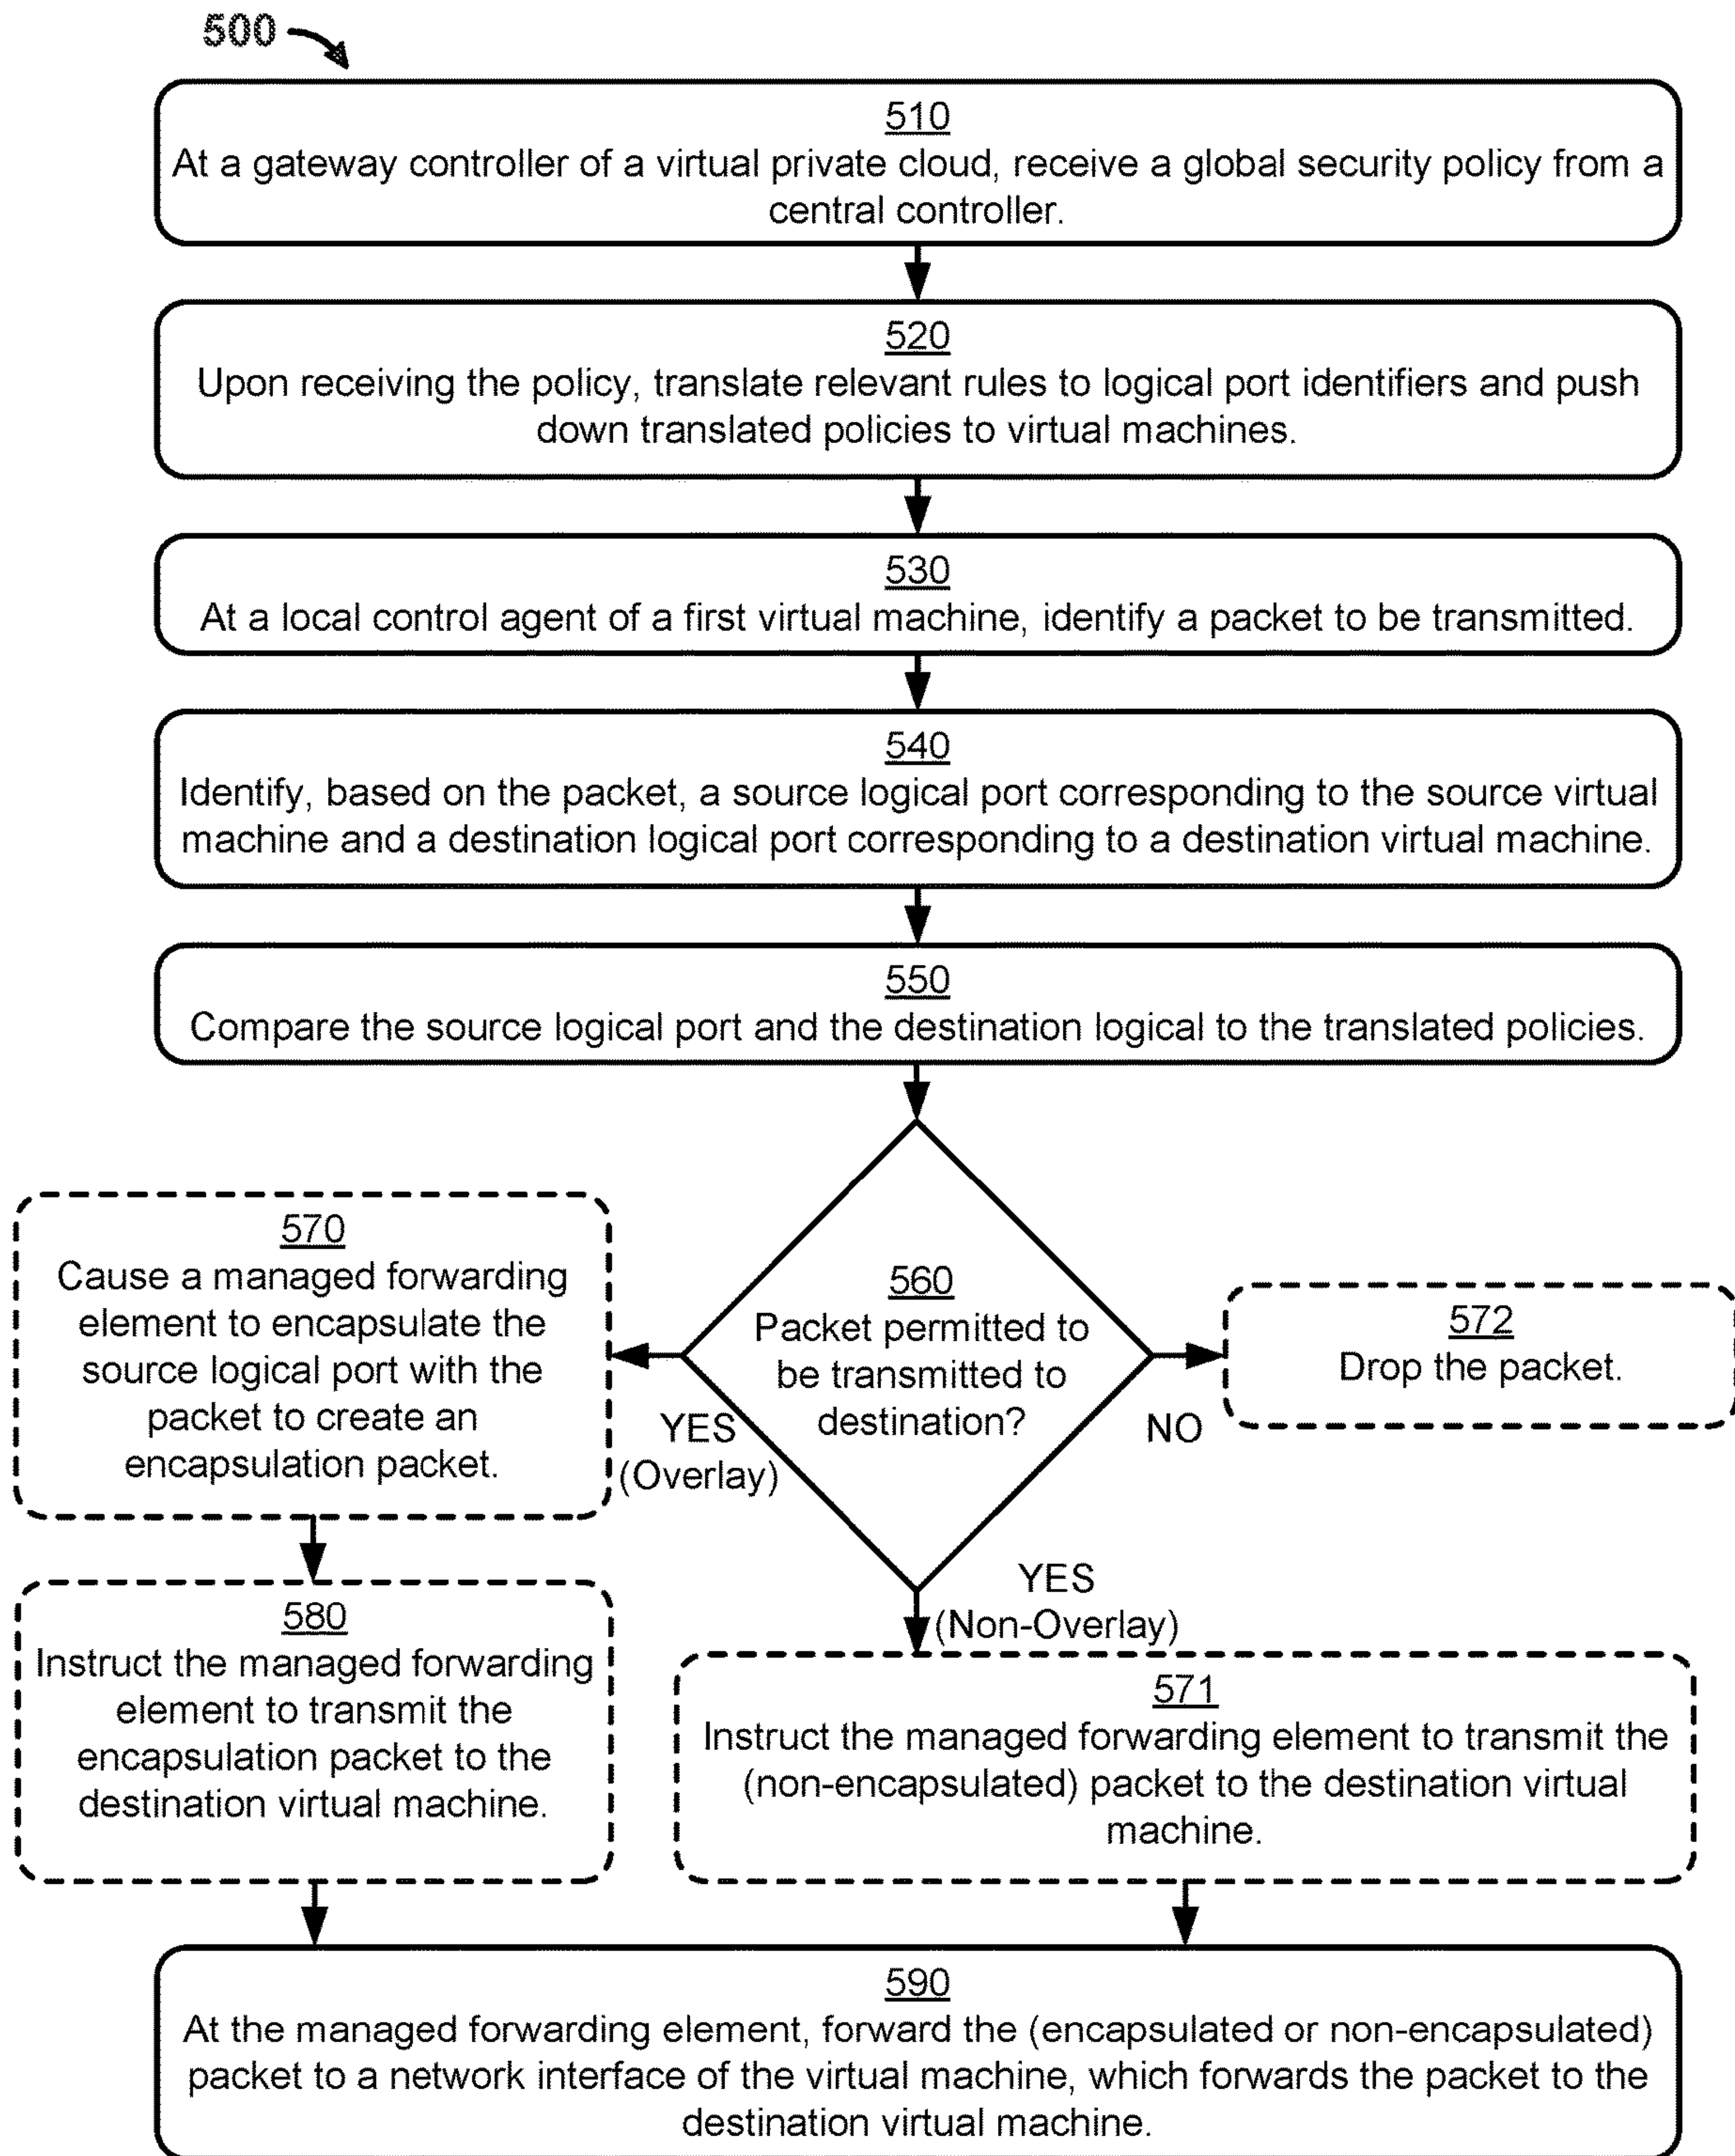 500
510
At a gateway controller of a virtual private cloud, receive a global security policy from a
central controller.
520
Upon receiving the policy, translate relevant rules to logical port identifiers and push
down translated policies to virtual machines.
530
At a local control agent of a first virtual machine, identify a packet to be transmitted.
540
Identify, based on the packet, a source logical port corresponding to the source virtual
machine and a destination logical port corresponding to a destination virtual machine.
550
Compare the source logical port and the destination logical to the translated policies.
560
Packet permitted to
be transmitted to
destination?
YES
(Overlay)
NO
YES
(Non-Overlay)
570
Cause a managed forwarding
element to encapsulate the
source logical port with the
packet to create an
encapsulation packet.
572
Drop the packet.
580
Instruct the managed forwarding
element to transmit the
encapsulation packet to the
destination virtual machine.
571
Instruct the managed forwarding element to transmit the
(non-encapsulated) packet to the destination virtual
machine.
590
At the managed forwarding element, forward the (encapsulated or non-encapsulated)
packet to a network interface of the virtual machine, which forwards the packet to the
destination virtual machine.